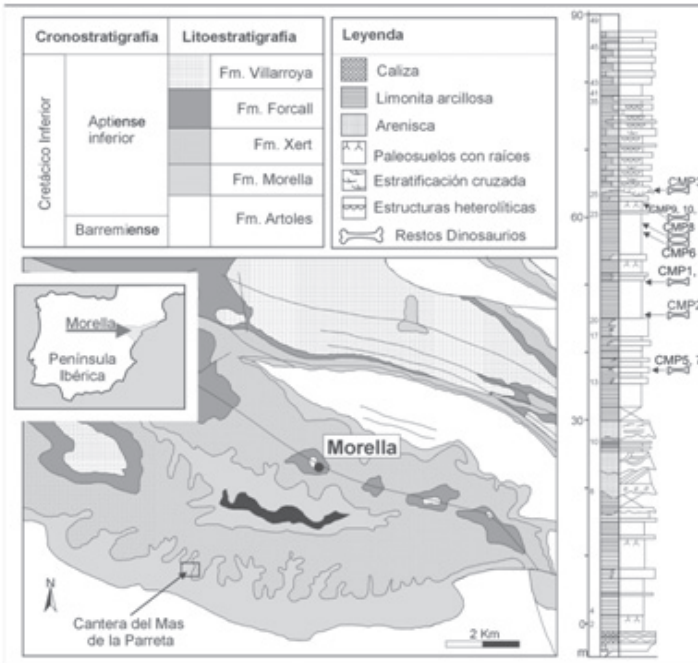 Cronostratigrafía
Litoestratigrafía
Cretácico Inferior
Aptiense
inferior
Barremiense
Fm. Villarroya
Fm. Forcall
Fm. Xert
Fm. Morella
Fm. Artoles
Leyenda
Caliza
Limonita arcillosa
Arenisca
Paleosuelos con raíces
Estratificación cruzada
Estructuras heterolíticas
Restos Dinosaurios
Morella
Península
Ibérica
Morella
N
Cantera del Mas
de la Parreta
2 Km
90
60
30
0
m
CMP9, 10,
CMP8
CMP6
CMP1,
CMP2
CMP5, 7